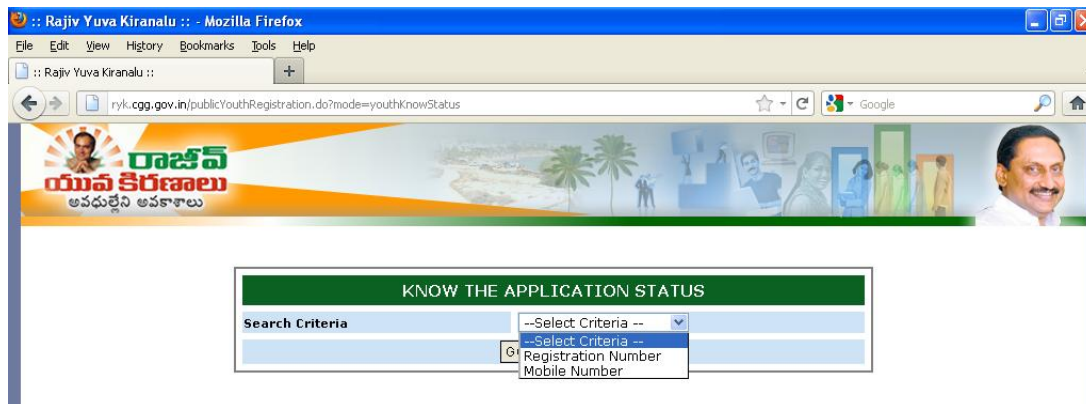 :: Rajiv Yuva Kiranalu :: - Mozilla Firefox
File Edit View History Bookmarks Tools Help
:: Rajiv Yuva Kiranalu ::
ryk.cgg.gov.in/publicYouthRegistration.do?mode=youthKnowStatus
Google
రాజీవ్
యువ కిరణాలు
అవధుల్లేని అవకాశాలు
KNOW THE APPLICATION STATUS
Search Criteria --Select Criteria --
--Select Criteria --
Registration Number
Mobile Number